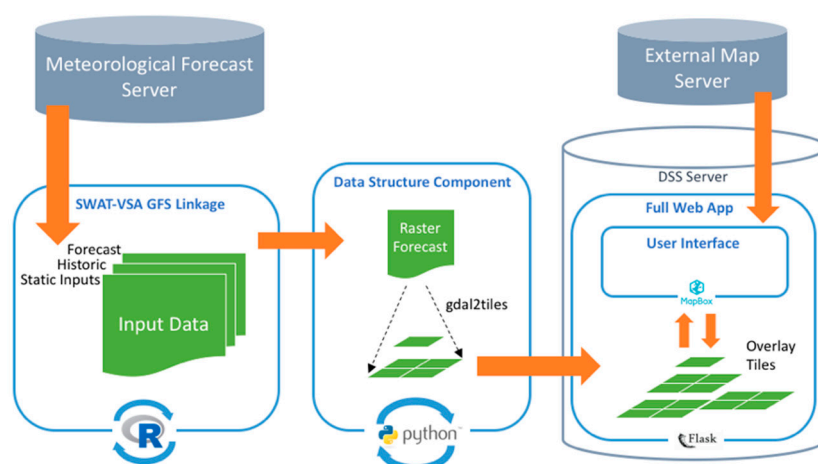 Meteorological Forecast
Server
External Map
Server
DSS Server
SWAT-VSA GFS Linkage
Forecast
Historic
Static Inputs
Input Data
R
Data Structure Component
Raster
Forecast
gdal2tiles
python™
Full Web App
User Interface
MapBox
Overlay
Tiles
Flask